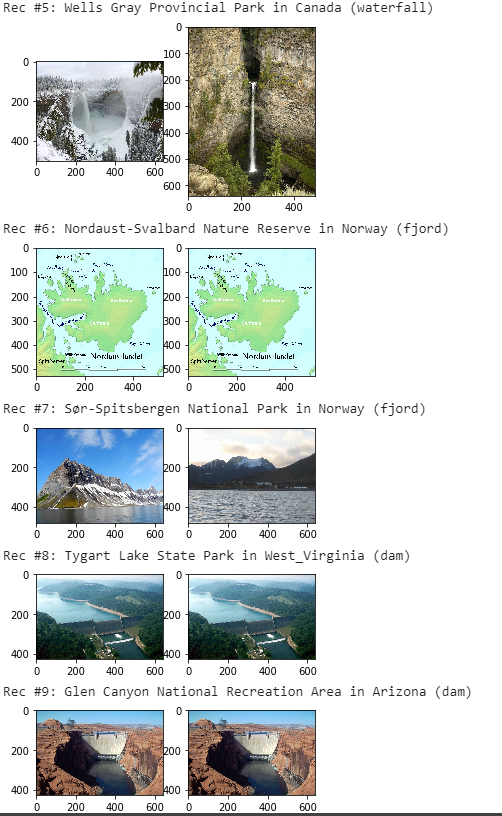 Rec #5: Wells Gray Provincial Park in Canada (waterfall)
0
200
400
0 200 400 600
0
100
200
300
400
500
600
0 200 400
Rec #6: Nordaust-Svalbard Nature Reserve in Norway (fjord)
0
100
200
300
400
500
0 200 400
0
100
200
300
400
500
0 200 400
Rec #7: Sør-Spitsbergen National Park in Norway (fjord)
0
200
400
0 200 400 600
0
200
400
0 200 400 600
Rec #8: Tygart Lake State Park in West_Virginia (dam)
0
200
400
0 200 400 600
0
200
400
0 200 400 600
Rec #9: Glen Canyon National Recreation Area in Arizona (dam)
0
200
400
0 200 400 600
0
200
400
0 200 400 600